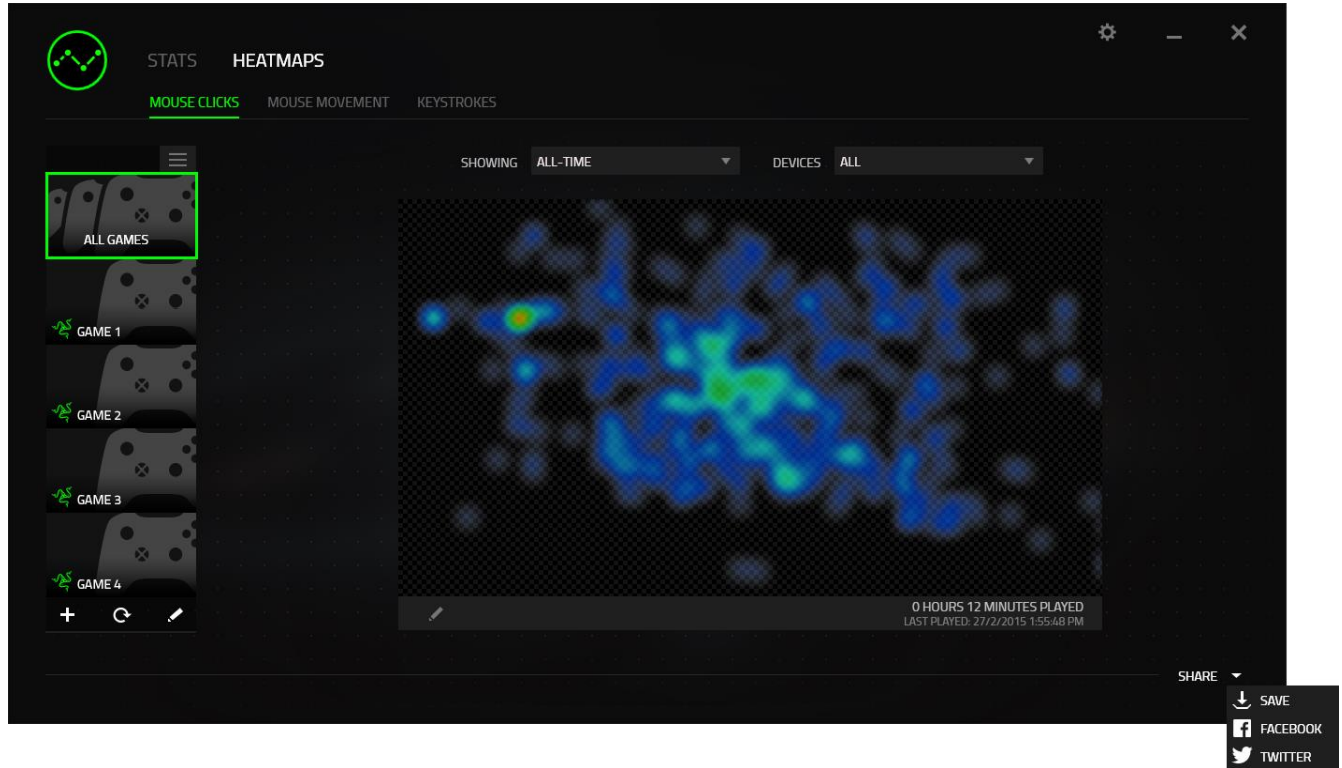 STATS HEATMAPS
MOUSE CLICKS MOUSE MOVEMENT KEYSTROKES
SHOWING ALL-TIME DEVICES ALL
ALL GAMES
GAME 1
GAME 2
GAME 3
GAME 4
0 HOURS 12 MINUTES PLAYED
LAST PLAYED: 27/2/2015 1:55:48 PM
SHARE
SAVE
FACEBOOK
TWITTER